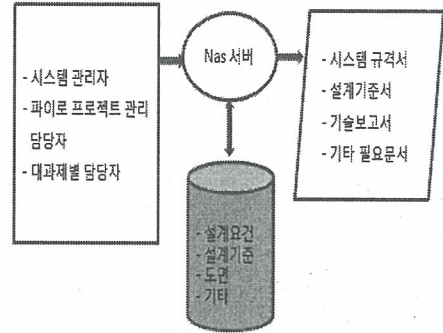 - 시스템 관리자
- 파이로 프로젝트 관리
담당자
- 대과제별 담당자
Nas 서버
- 시스템 규격서
- 설계기준서
- 기술보고서
- 기타 필요문서
- 설계요건
- 설계기준
- 도면
- 기타